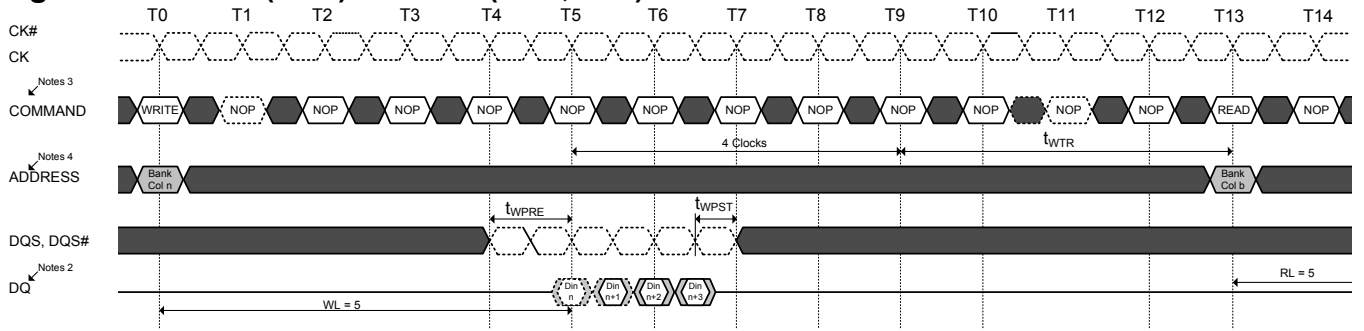 T0 T1 T2 T3 T4 T5 T6 T7 T8 T9 T10 T11 T12 T13 T14
CK#
CK
Notes 3
COMMAND WRITE NOP NOP NOP NOP NOP NOP NOP NOP NOP NOP NOP NOP READ NOP
4 Clocks tWTR
Notes 4
ADDRESS Bank Col n Bank Col b
tWPRE tWPST
DQS, DQS#
Notes 2
DQ Din n Din n+1 Din n+2 Din n+3
RL = 5
WL = 5